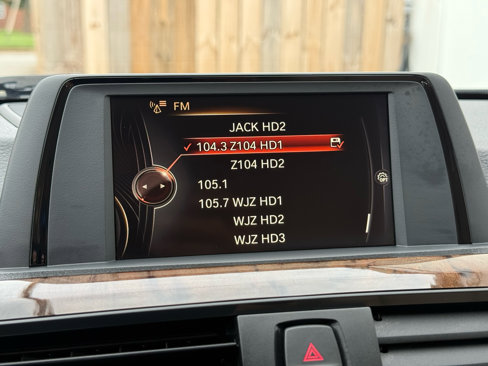 FM
JACK HD2
104.3 Z104 HD1
Z104 HD2
105.1
105.7 WJZ HD1
WJZ HD2
WJZ HD3
OPT